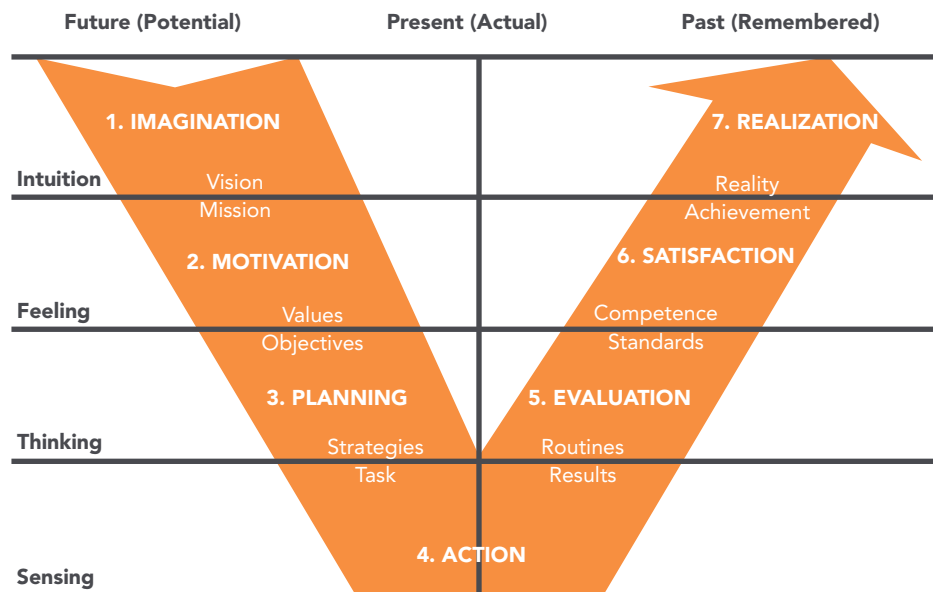 Future (Potential) Present (Actual) Past (Remembered)
1. IMAGINATION 7. REALIZATION
Intuition Vision Reality
Mission Achievement
2. MOTIVATION 6. SATISFACTION
Feeling Values Competence
Objectives Standards
3. PLANNING 5. EVALUATION
Thinking Strategies Routines
Task Results
4. ACTION
Sensing